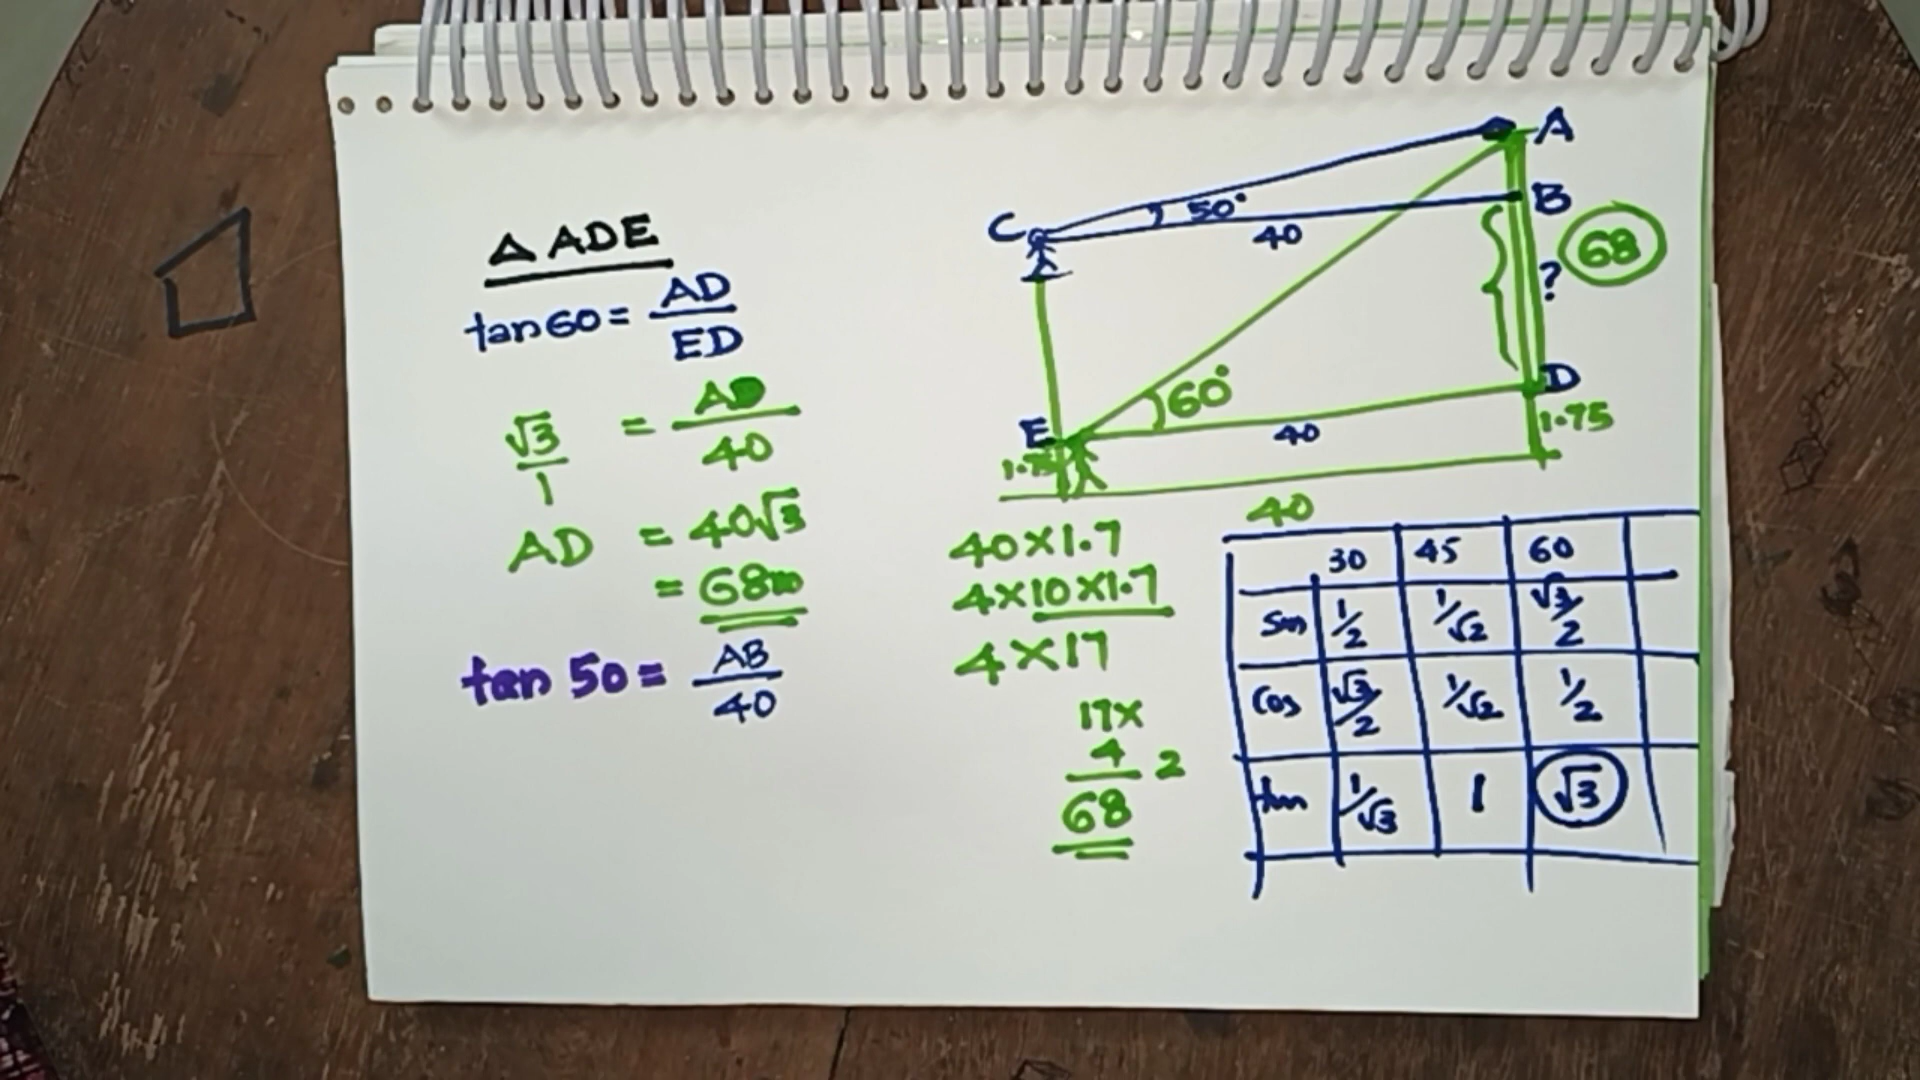 △ ADE
tan60 = AD/ED
√3/1 = AD/40
AD = 40√3
= 68m
tan 50 = AB/40
A
B
C
50°
40
68
?
60°
D
E
40
1.75
40
40×1.7
4×10×1.7
4×17
17×
4
2
68
30 45 60
Sin 1/2 1/√2 √3/2
Cos √3/2 1/√2 1/2
tan 1/√3 1 √3